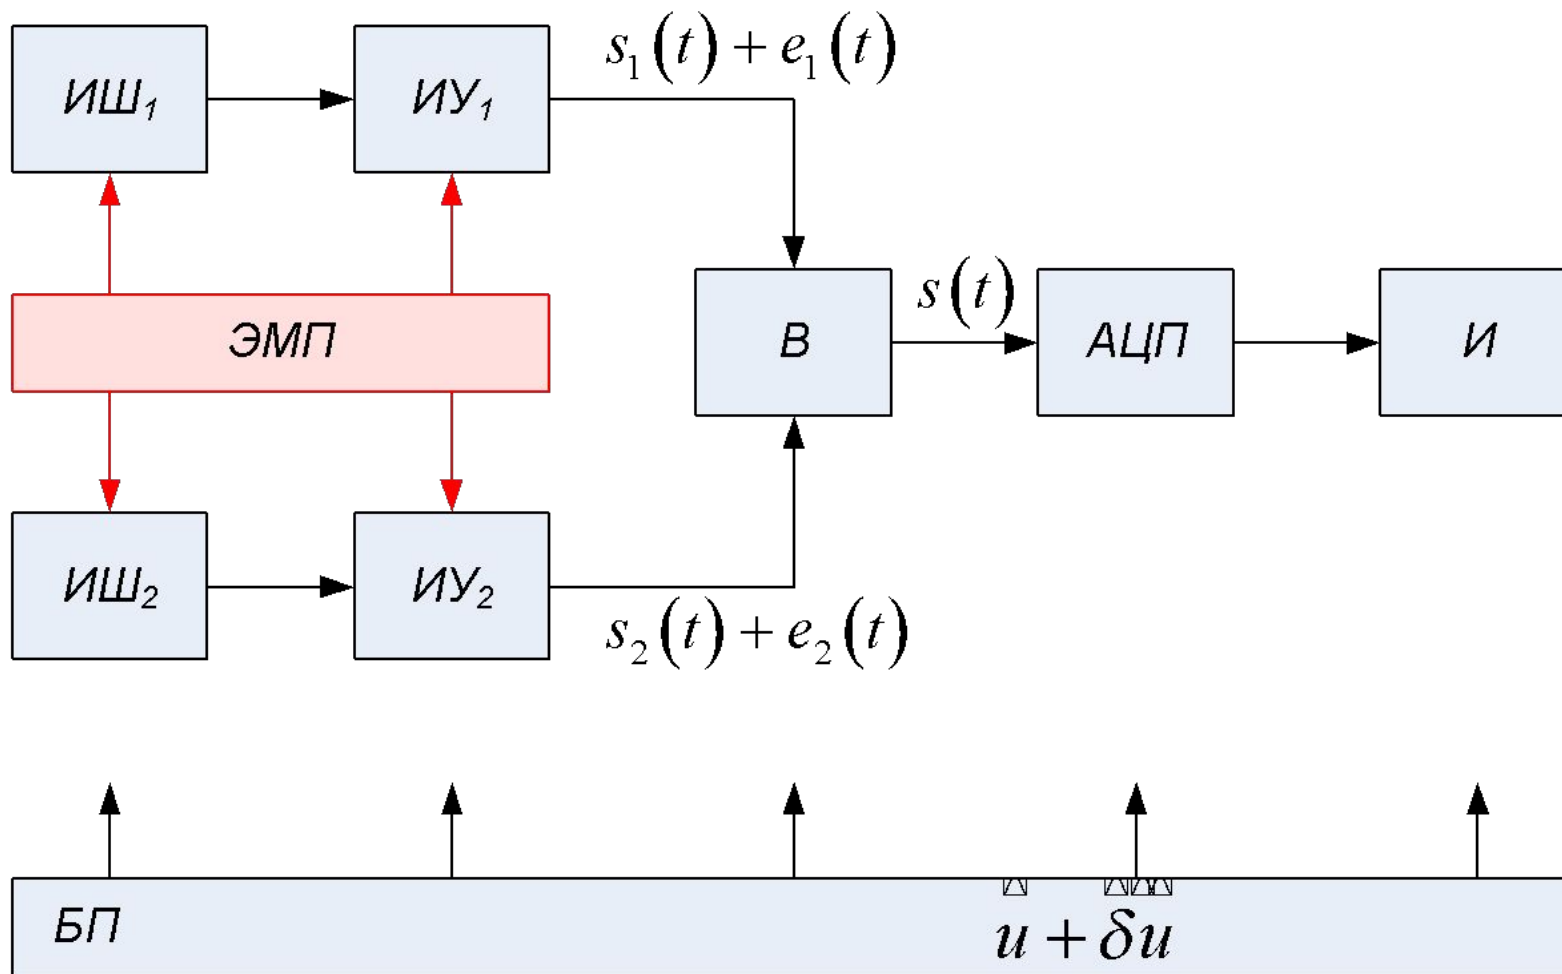 s₁(t) + e₁(t)
ИШ₁
ИУ₁
ЭМП
В
s(t)
АЦП
И
ИШ₂
ИУ₂
s₂(t) + e₂(t)
БП
u + δu